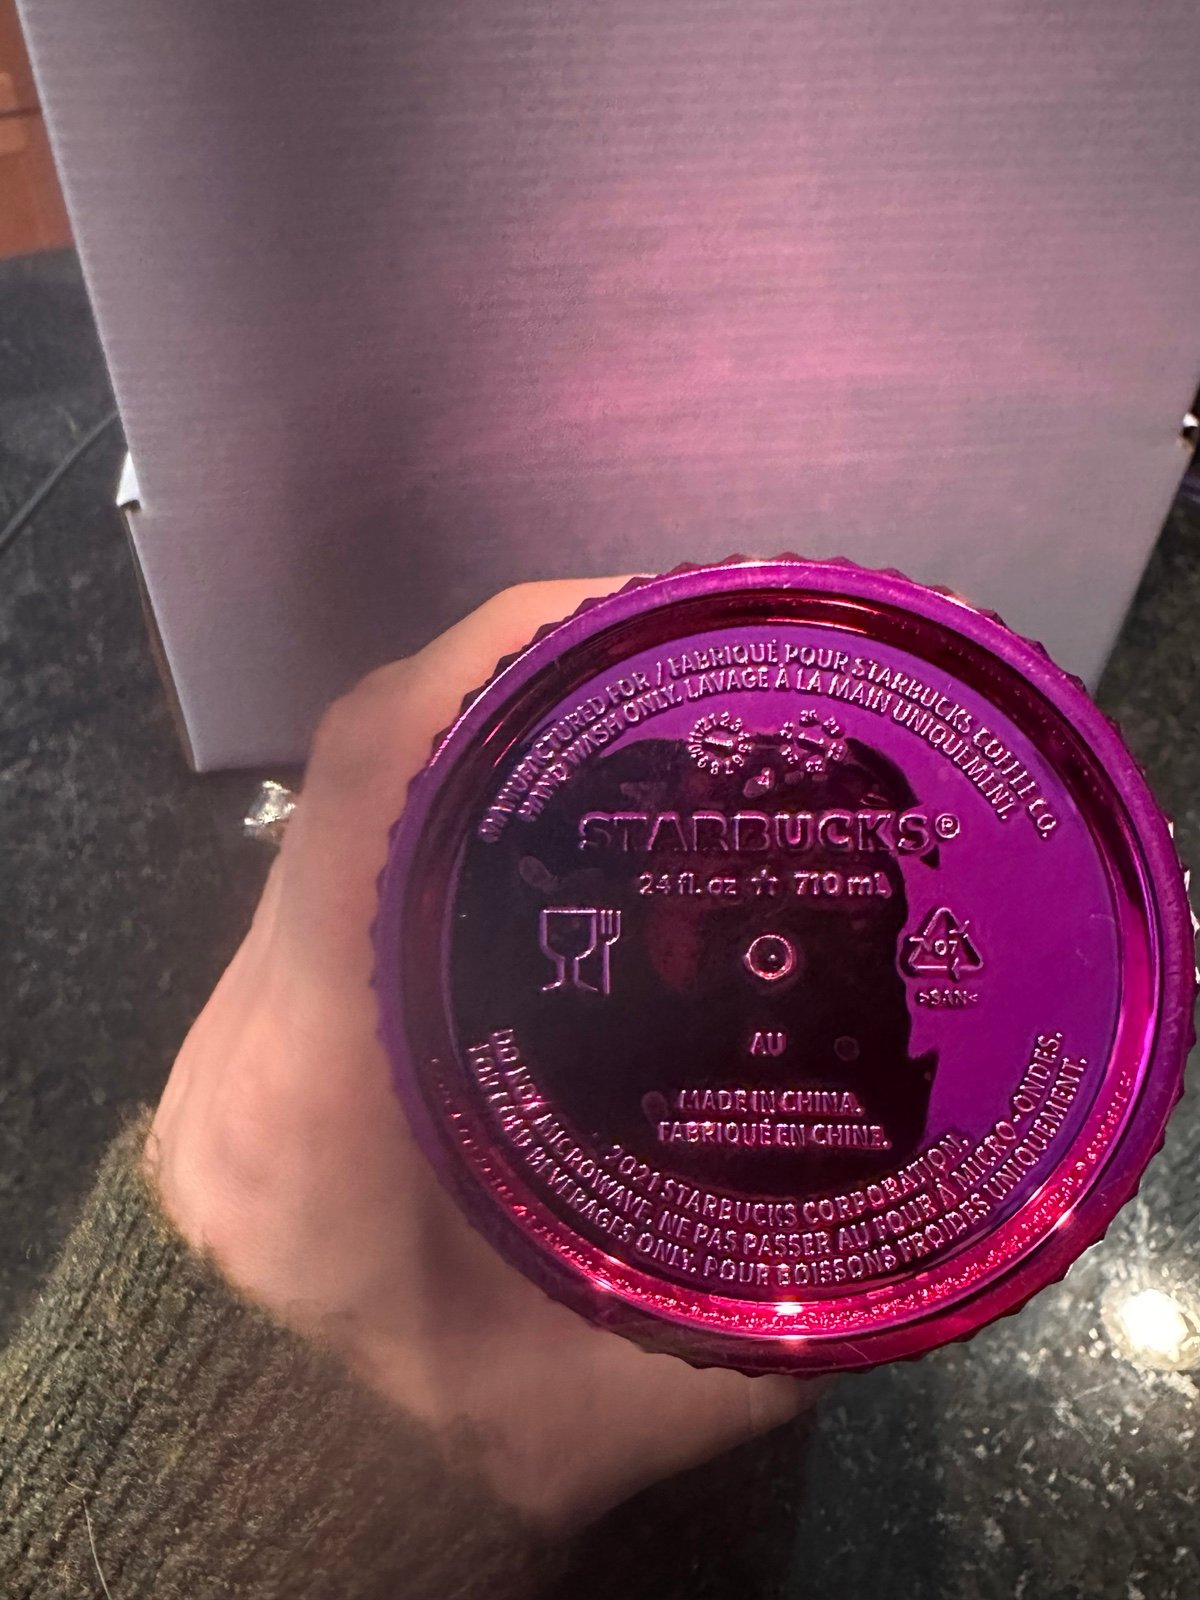 MANUFACTURED FOR / FABRIQUÉ POUR STARBUCKS COFFEE CO.
HAND WASH ONLY. LAVAGE À LA MAIN UNIQUEMENT.
STARBUCKS®
24 fl. oz ☆ 710 mL
07
>SAN<
AU
MADE IN CHINA.
FABRIQUÉ EN CHINE.
2021 STARBUCKS CORPORATION.
DO NOT MICROWAVE. NE PAS PASSER AU FOUR À MICRO-ONDES.
FOR COLD BEVERAGES ONLY. POUR BOISSONS FROIDES UNIQUEMENT.